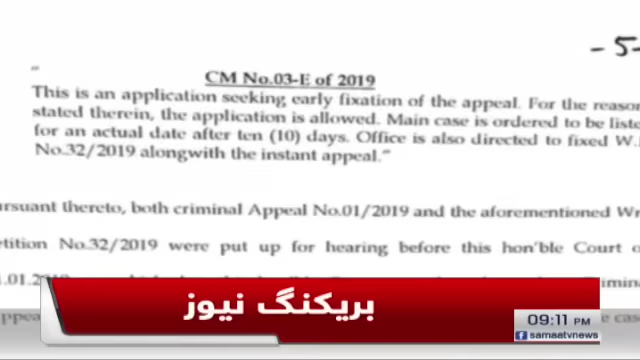 - 5 -
"
CM No.03-E of 2019
This is an application seeking early fixation of the appeal. For the reaso
stated therein, the application is allowed. Main case is ordered to be liste
for an actual date after ten (10) days. Office is also directed to fixed W.
No.32/2019 alongwith the instant appeal."
ursuant thereto, both criminal Appeal No.01/2019 and the aforementioned Wr
etition No.32/2019 were put up for hearing before this hon'ble Court o
بریکنگ نیوز
09:11 PM
samaatvnews